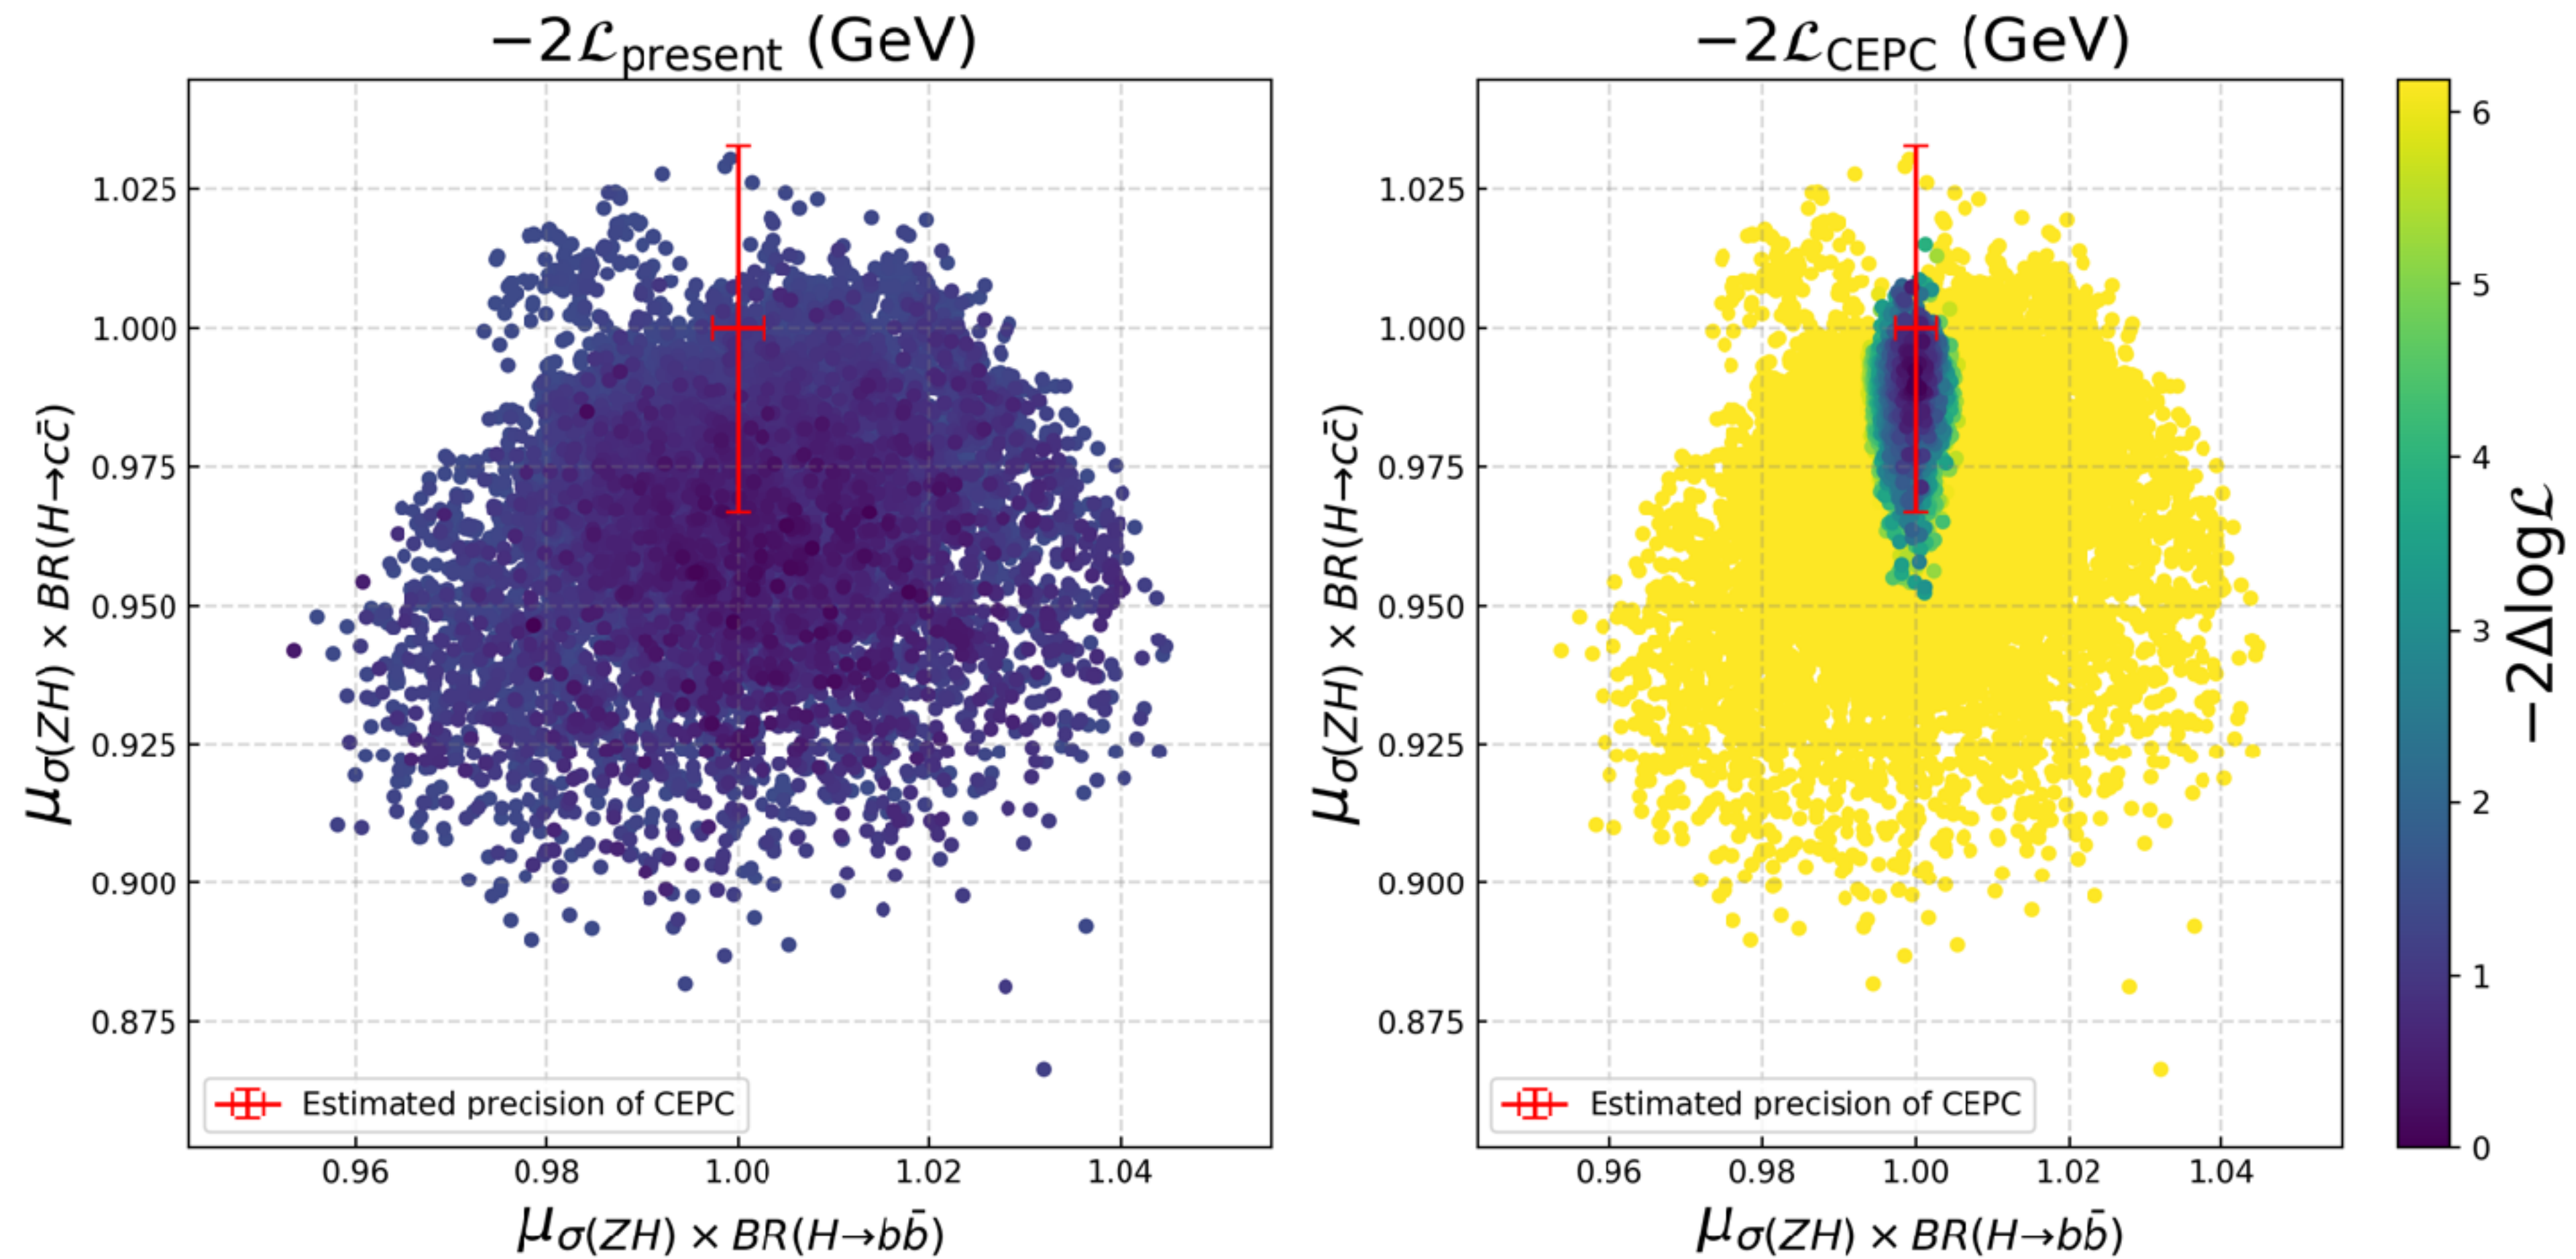 −2ℒpresent (GeV)
1.025
1.000
0.975
0.950
0.925
0.900
0.875
μσ(ZH) × BR(H→cc̄)
Estimated precision of CEPC
0.96 0.98 1.00 1.02 1.04
μσ(ZH) × BR(H→bb̄)
−2ℒCEPC (GeV)
1.025
1.000
0.975
0.950
0.925
0.900
0.875
μσ(ZH) × BR(H→cc̄)
Estimated precision of CEPC
0.96 0.98 1.00 1.02 1.04
μσ(ZH) × BR(H→bb̄)
6
5
4
3
2
1
0
−2Δlogℒ